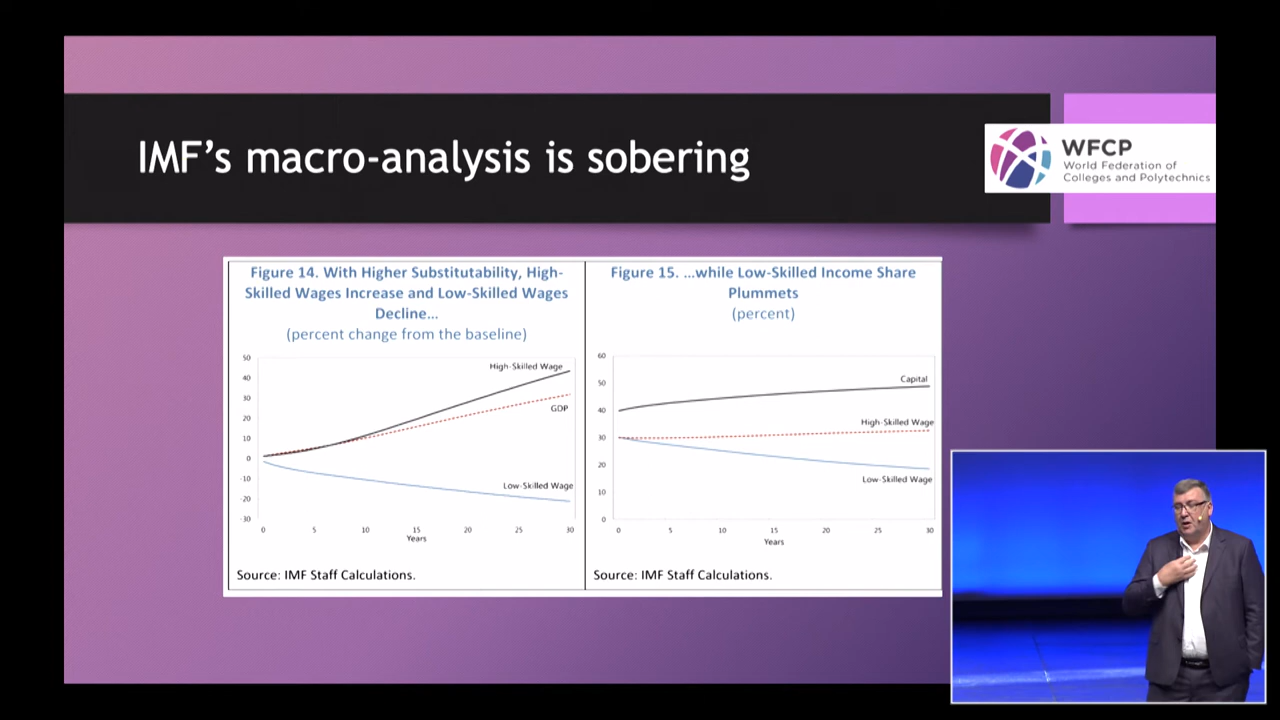 IMF's macro-analysis is sobering
WFCP
World Federation of
Colleges and Polytechnics
Figure 14. With Higher Substitutability, High-
Skilled Wages Increase and Low-Skilled Wages
Decline...
(percent change from the baseline)
50
40
30
20
10
0
-10
-20
-30
High-Skilled Wage
GDP
Low-Skilled Wage
0 5 10 15 20 25 30
Years
Source: IMF Staff Calculations.
Figure 15. ...while Low-Skilled Income Share
Plummets
(percent)
60
50
40
30
20
10
0
Capital
High-Skilled Wage
Low-Skilled Wage
0 5 10 15 20 25 30
Years
Source: IMF Staff Calculations.